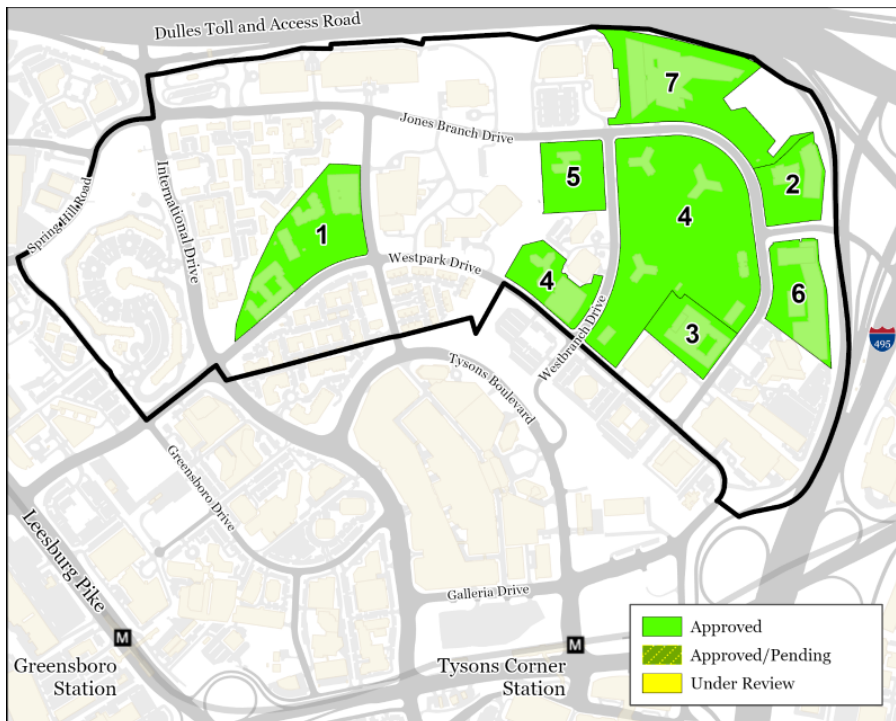 Dulles Toll and Access Road
7
Jones Branch Drive
International Drive
Spring Hill Road
5
2
4
1
Westpark Drive
4
6
3
Westbranch Drive
495
Tysons Boulevard
Greensboro Drive
Leesburg Pike
Galleria Drive
M
Greensboro
Station
M
Tysons Corner
Station
Approved
Approved/Pending
Under Review